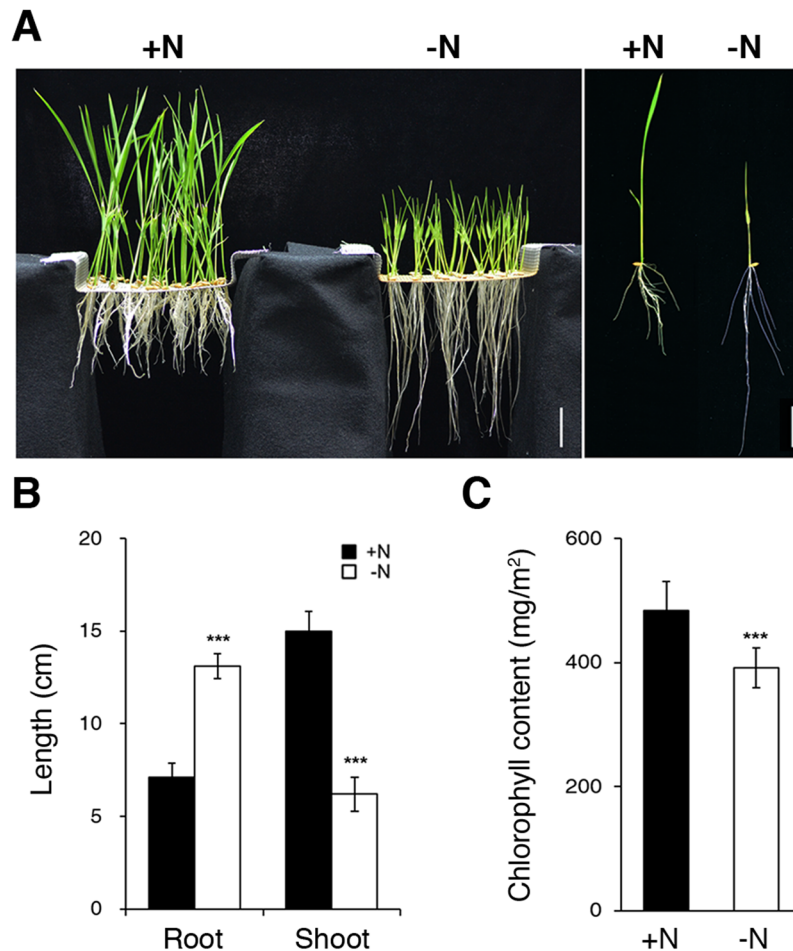 A
+N -N +N -N
B C
20
15
10
5
0
Length (cm)
+N
-N
***
***
Root Shoot
600
400
200
0
Chlorophyll content (mg/m²)
***
+N -N